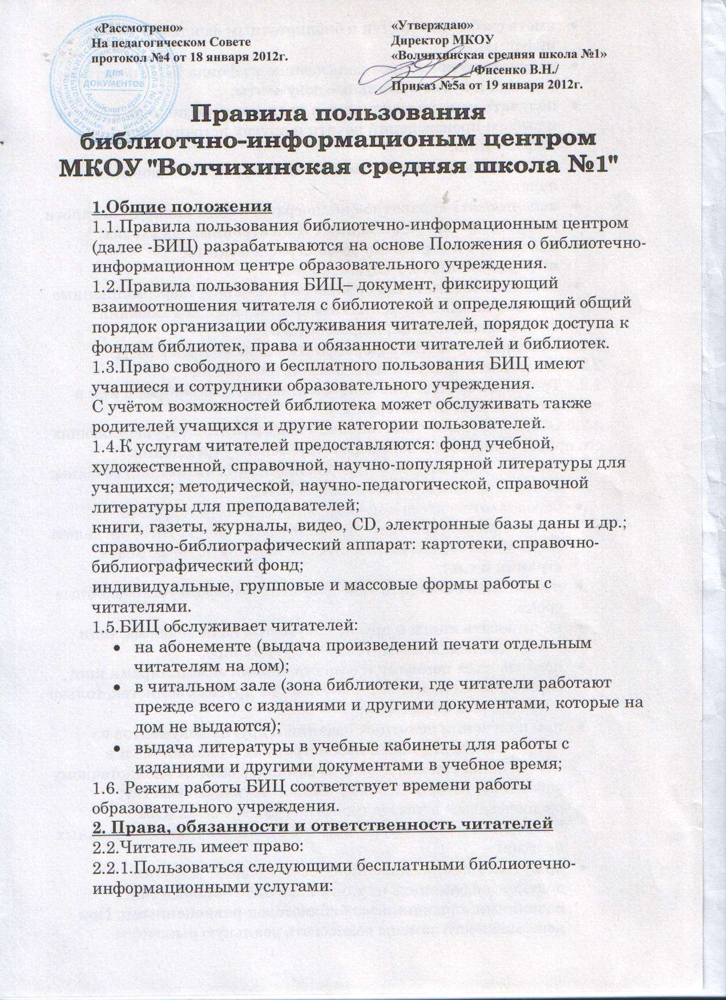 «Рассмотрено»
На педагогическом Совете
протокол №4 от 18 января 2012г.
«Утверждаю»
Директор МКОУ
«Волчихинская средняя школа №1»
____________/Фисенко В.Н./
Приказ №5а от 19 января 2012г.
ДЛЯ
ДОКУМЕНТОВ
Правила пользования
библиотчно-информационым центром
МКОУ "Волчихинская средняя школа №1"
1.Общие положения
1.1.Правила пользования библиотечно-информационным центром
(далее -БИЦ) разрабатываются на основе Положения о библиотечно-
информационном центре образовательного учреждения.
1.2.Правила пользования БИЦ– документ, фиксирующий
взаимоотношения читателя с библиотекой и определяющий общий
порядок организации обслуживания читателей, порядок доступа к
фондам библиотек, права и обязанности читателей и библиотек.
1.3.Право свободного и бесплатного пользования БИЦ имеют
учащиеся и сотрудники образовательного учреждения.
С учётом возможностей библиотека может обслуживать также
родителей учащихся и другие категории пользователей.
1.4.К услугам читателей предоставляются: фонд учебной,
художественной, справочной, научно-популярной литературы для
учащихся; методической, научно-педагогической, справочной
литературы для преподавателей;
книги, газеты, журналы, видео, CD, электронные базы даны и др.;
справочно-библиографический аппарат: картотеки, справочно-
библиографический фонд;
индивидуальные, групповые и массовые формы работы с
читателями.
1.5.БИЦ обслуживает читателей:
• на абонементе (выдача произведений печати отдельным
читателям на дом);
• в читальном зале (зона библиотеки, где читатели работают
прежде всего с изданиями и другими документами, которые на
дом не выдаются);
• выдача литературы в учебные кабинеты для работы с
изданиями и другими документами в учебное время;
1.6. Режим работы БИЦ соответствует времени работы
образовательного учреждения.
2. Права, обязанности и ответственность читателей
2.2.Читатель имеет право:
2.2.1.Пользоваться следующими бесплатными библиотечно-
информационными услугами: